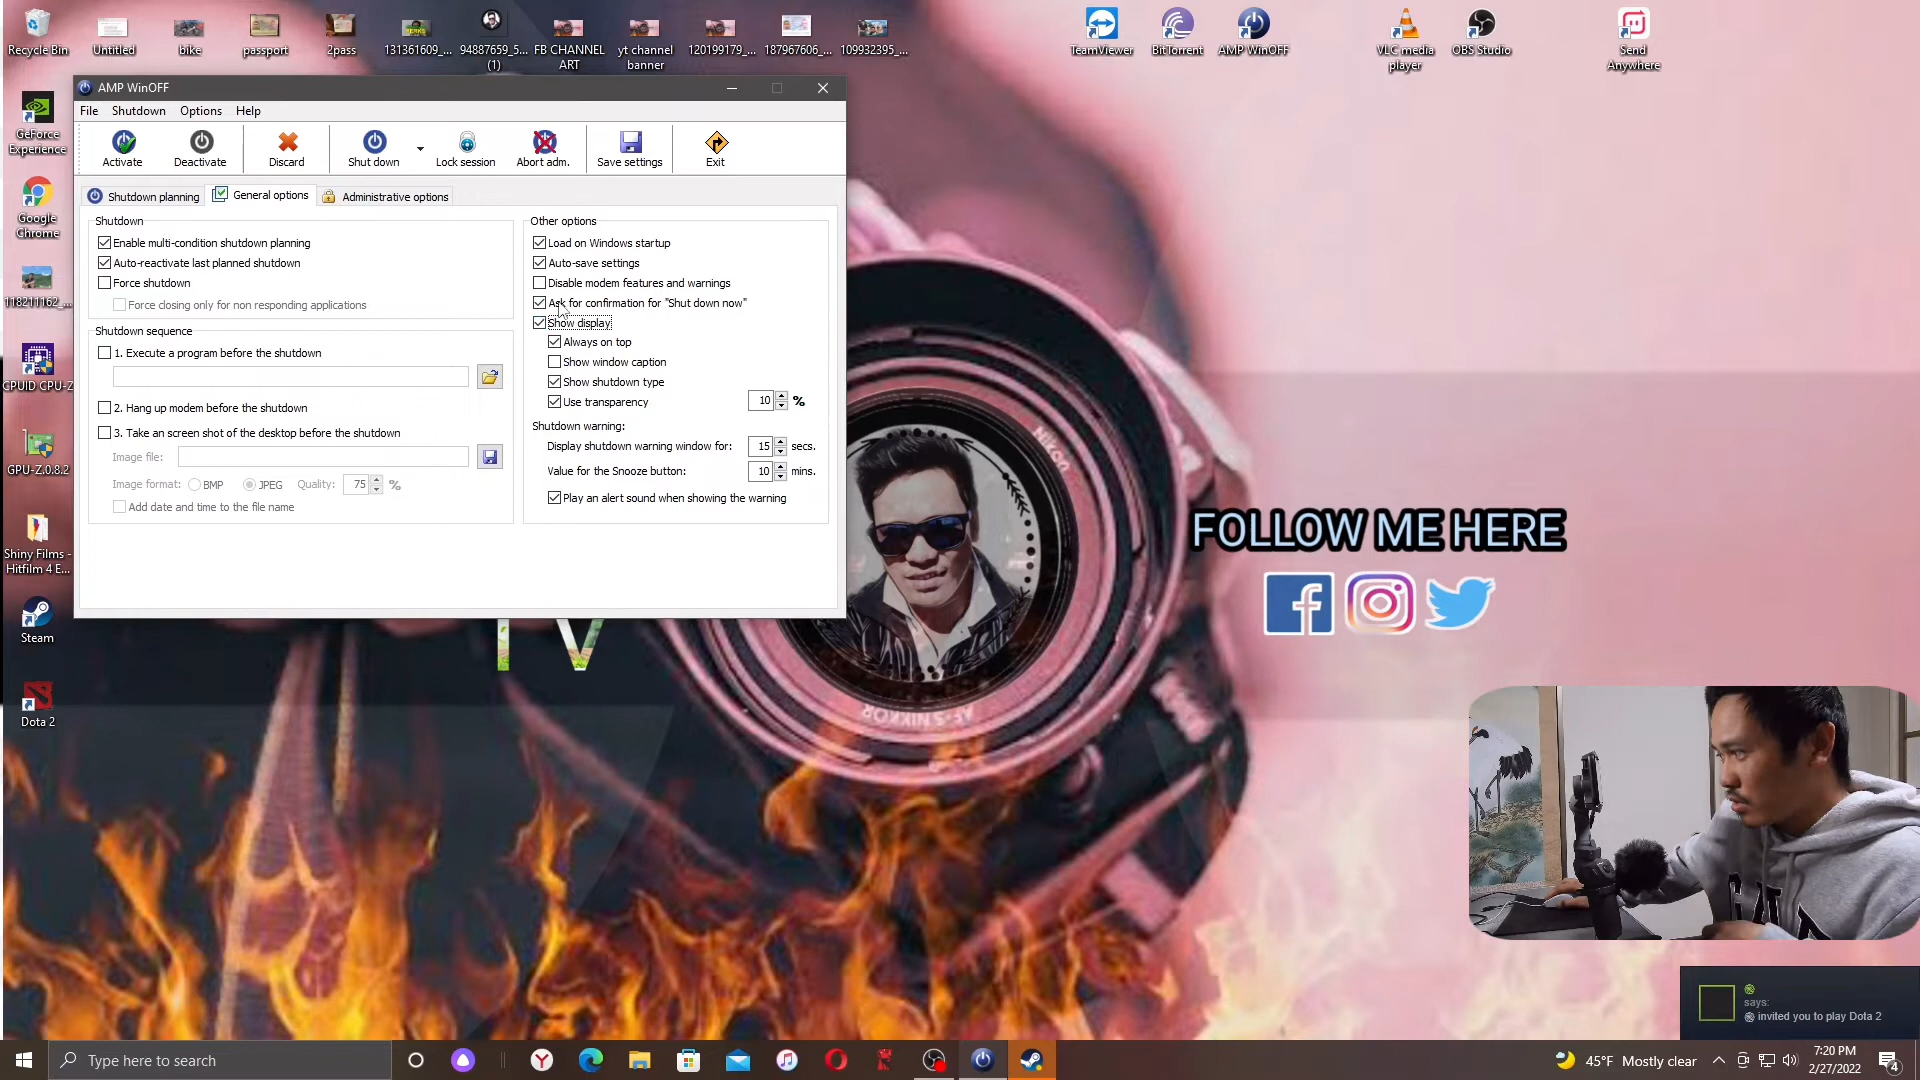 Recycle Bin
Untitled
bike
passport
2pass
131361609_...
94887659_5...
(1)
FB CHANNEL
ART
yt channel
banner
120199179_...
187967606_...
109932395_...
TeamViewer
BitTorrent
AMP WinOFF
VLC media
player
OBS Studio
Send
Anywhere
GeForce
Experience
Google
Chrome
118211162_...
CPUID CPU-Z
GPU-Z.0.8.2
Shiny Films -
Hitfilm 4 E...
Steam
Dota 2
AMP WinOFF
File Shutdown Options Help
Activate Deactivate Discard Shut down Lock session Abort adm. Save settings Exit
Shutdown planning General options Administrative options
Shutdown
Enable multi-condition shutdown planning
Auto-reactivate last planned shutdown
Force shutdown
Force closing only for non responding applications
Shutdown sequence
1. Execute a program before the shutdown
2. Hang up modem before the shutdown
3. Take an screen shot of the desktop before the shutdown
Image file:
Image format: BMP JPEG Quality: 75 %
Add date and time to the file name
Other options
Load on Windows startup
Auto-save settings
Disable modem features and warnings
Ask for confirmation for "Shut down now"
Show display
Always on top
Show window caption
Show shutdown type
Use transparency 10 %
Shutdown warning:
Display shutdown warning window for: 15 secs.
Value for the Snooze button: 10 mins.
Play an alert sound when showing the warning
TV
Nikon
AF-S NIKKOR
FOLLOW ME HERE
says:
invited you to play Dota 2
Type here to search
45°F Mostly clear
7:20 PM
2/27/2022
4